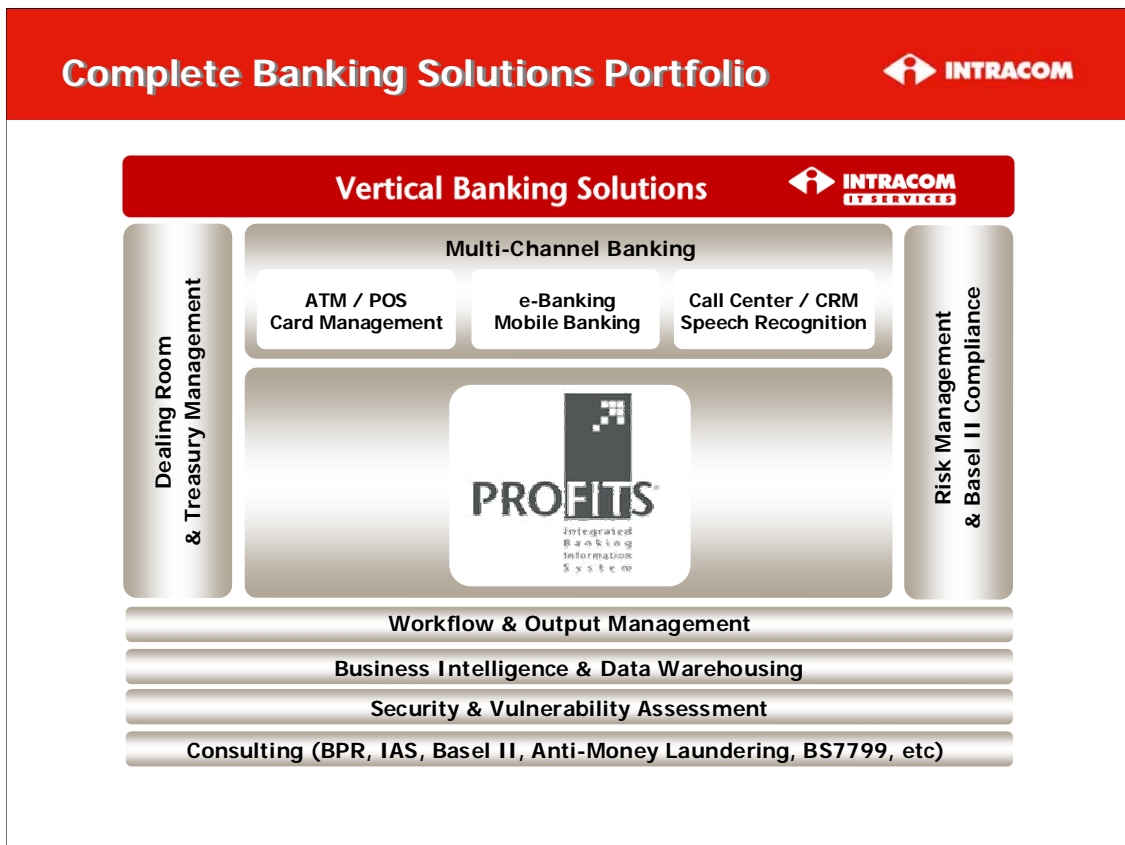 Complete Banking Solutions Portfolio
INTRACOM
Vertical Banking Solutions
INTRACOM
IT SERVICES
Dealing Room
& Treasury Management
Multi-Channel Banking
ATM / POS
Card Management
e-Banking
Mobile Banking
Call Center / CRM
Speech Recognition
PROFITS®
Integrated
Banking
Information
System
Risk Management
& Basel II Compliance
Workflow & Output Management
Business Intelligence & Data Warehousing
Security & Vulnerability Assessment
Consulting (BPR, IAS, Basel II, Anti-Money Laundering, BS7799, etc)